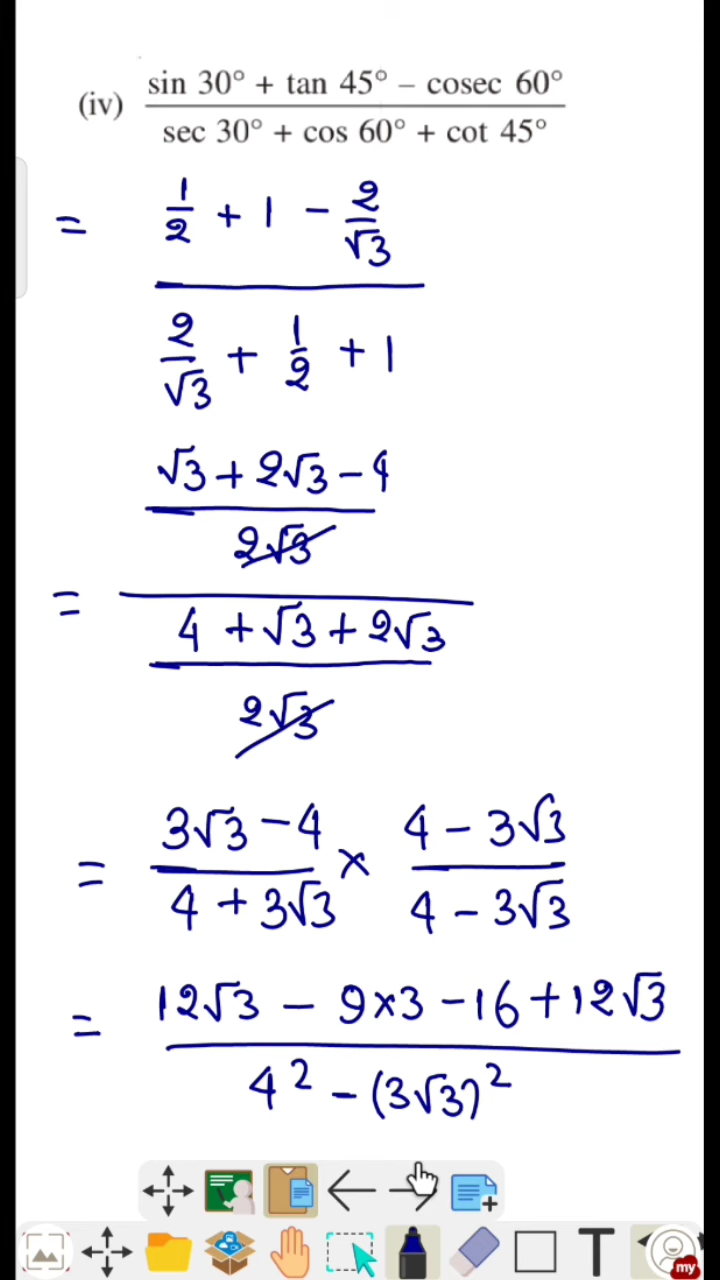 (iv) sin 30° + tan 45° – cosec 60°
sec 30° + cos 60° + cot 45°
= 1/2 + 1 - 2/√3
2/√3 + 1/2 + 1
√3 + 2√3 - 4
2√3
=
4 + √3 + 2√3
2√3
= 3√3 - 4 / 4 + 3√3 × 4 - 3√3 / 4 - 3√3
= 12√3 - 9×3 - 16 + 12√3
4² - (3√3)²
T
my